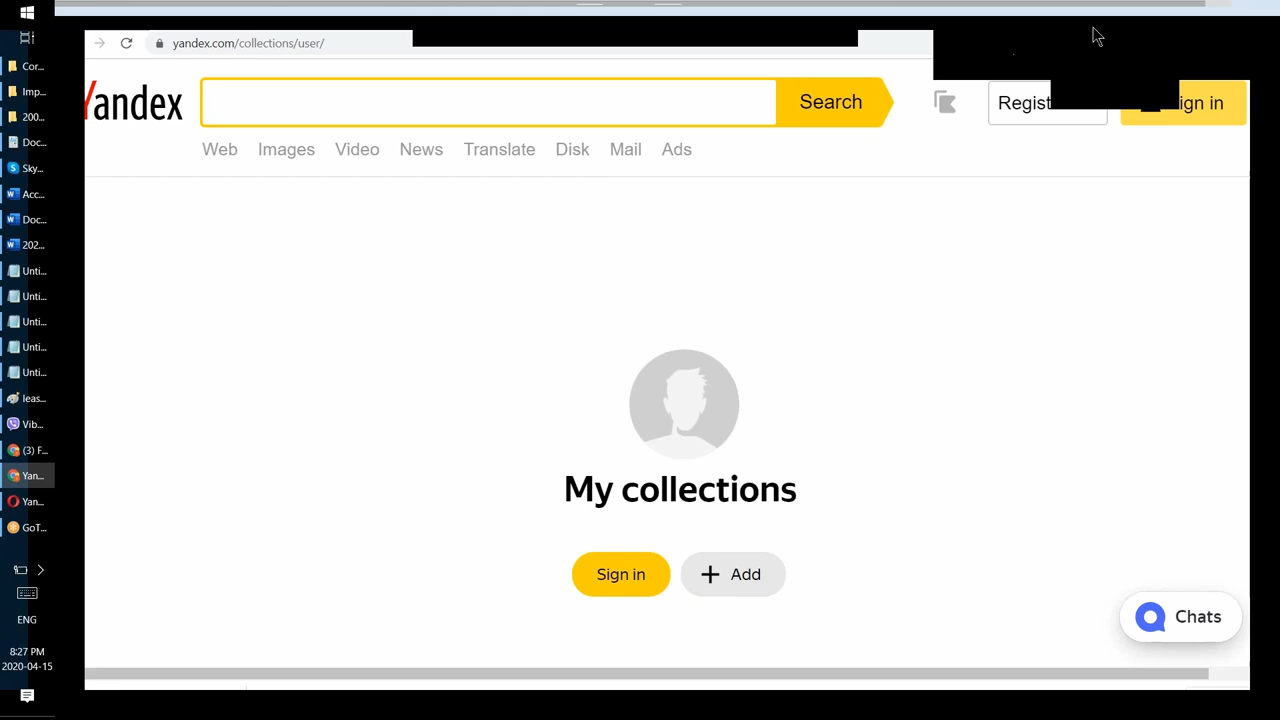 yandex.com/collections/user/
Yandex
Search
Regist
ign in
Web Images Video News Translate Disk Mail Ads
My collections
Sign in
Add
Chats
Cor...
Imp...
200...
Doc...
Sky...
Acc...
Doc...
202...
Unti...
Unti...
Unti...
Unti...
Unti...
leas...
Vib...
(3) F...
Yan...
Yan...
GoT...
ENG
8:27 PM
2020-04-15